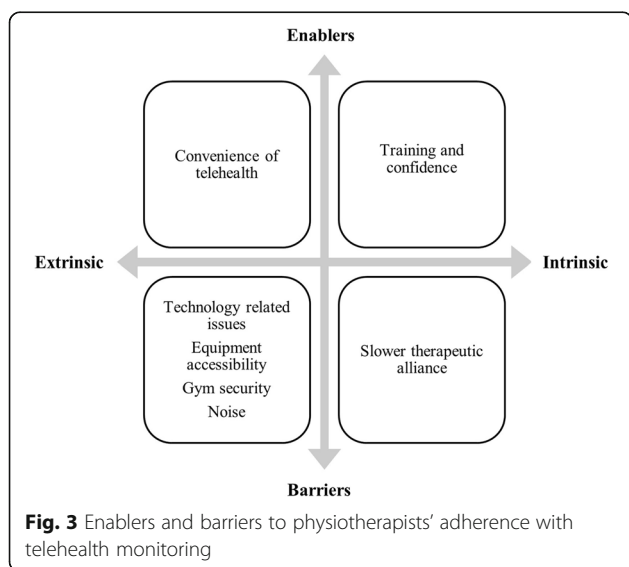 Enablers
Convenience of
telehealth
Training and
confidence
Extrinsic
Intrinsic
Technology related
issues
Equipment
accessibility
Gym security
Noise
Slower therapeutic
alliance
Barriers
Fig. 3 Enablers and barriers to physiotherapists’ adherence with
telehealth monitoring